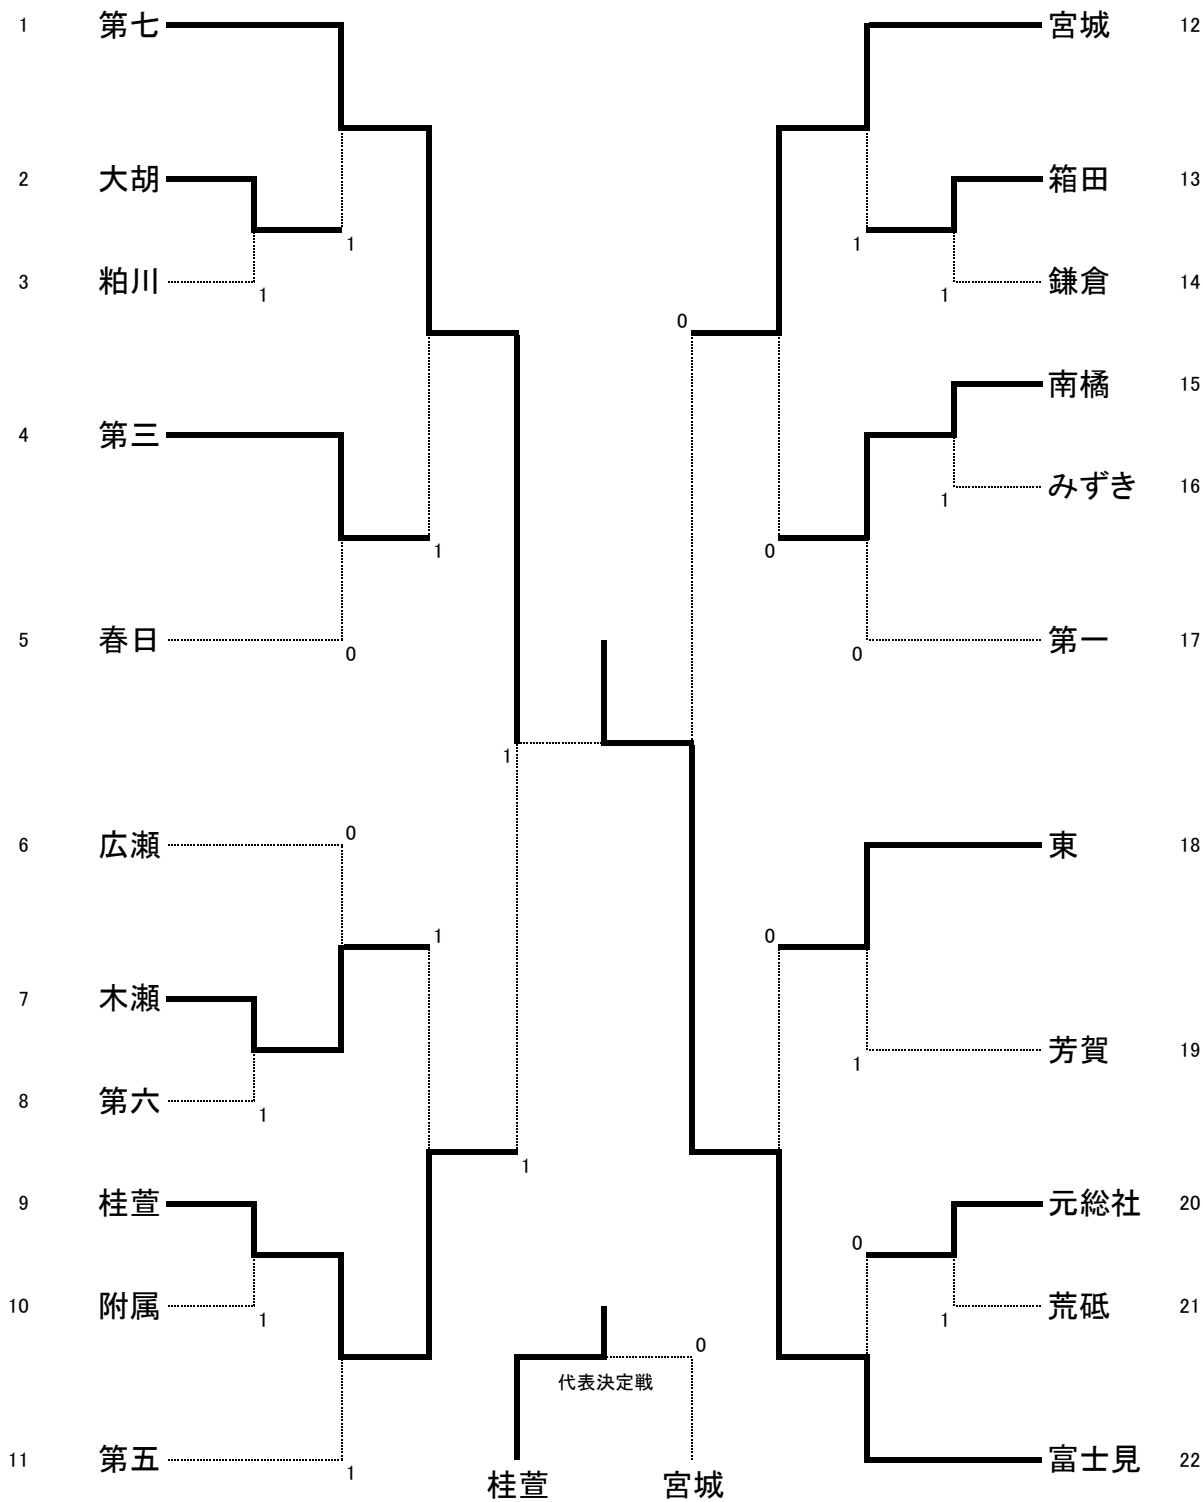 1 第七
2 大胡
1
3 粕川
1
4 第三
1
5 春日
0
1
6 広瀬
0
1
7 木瀬
8 第六
1
1
9 桂萱
10 附属
1
11 第五
1
宮城 12
箱田 13
1
鎌倉 14
1
0
南橘 15
みずき 16
1
0
第一 17
0
東 18
0
芳賀 19
1
元総社 20
0
荒砥 21
1
富士見 22
0
代表決定戦
桂萱 宮城